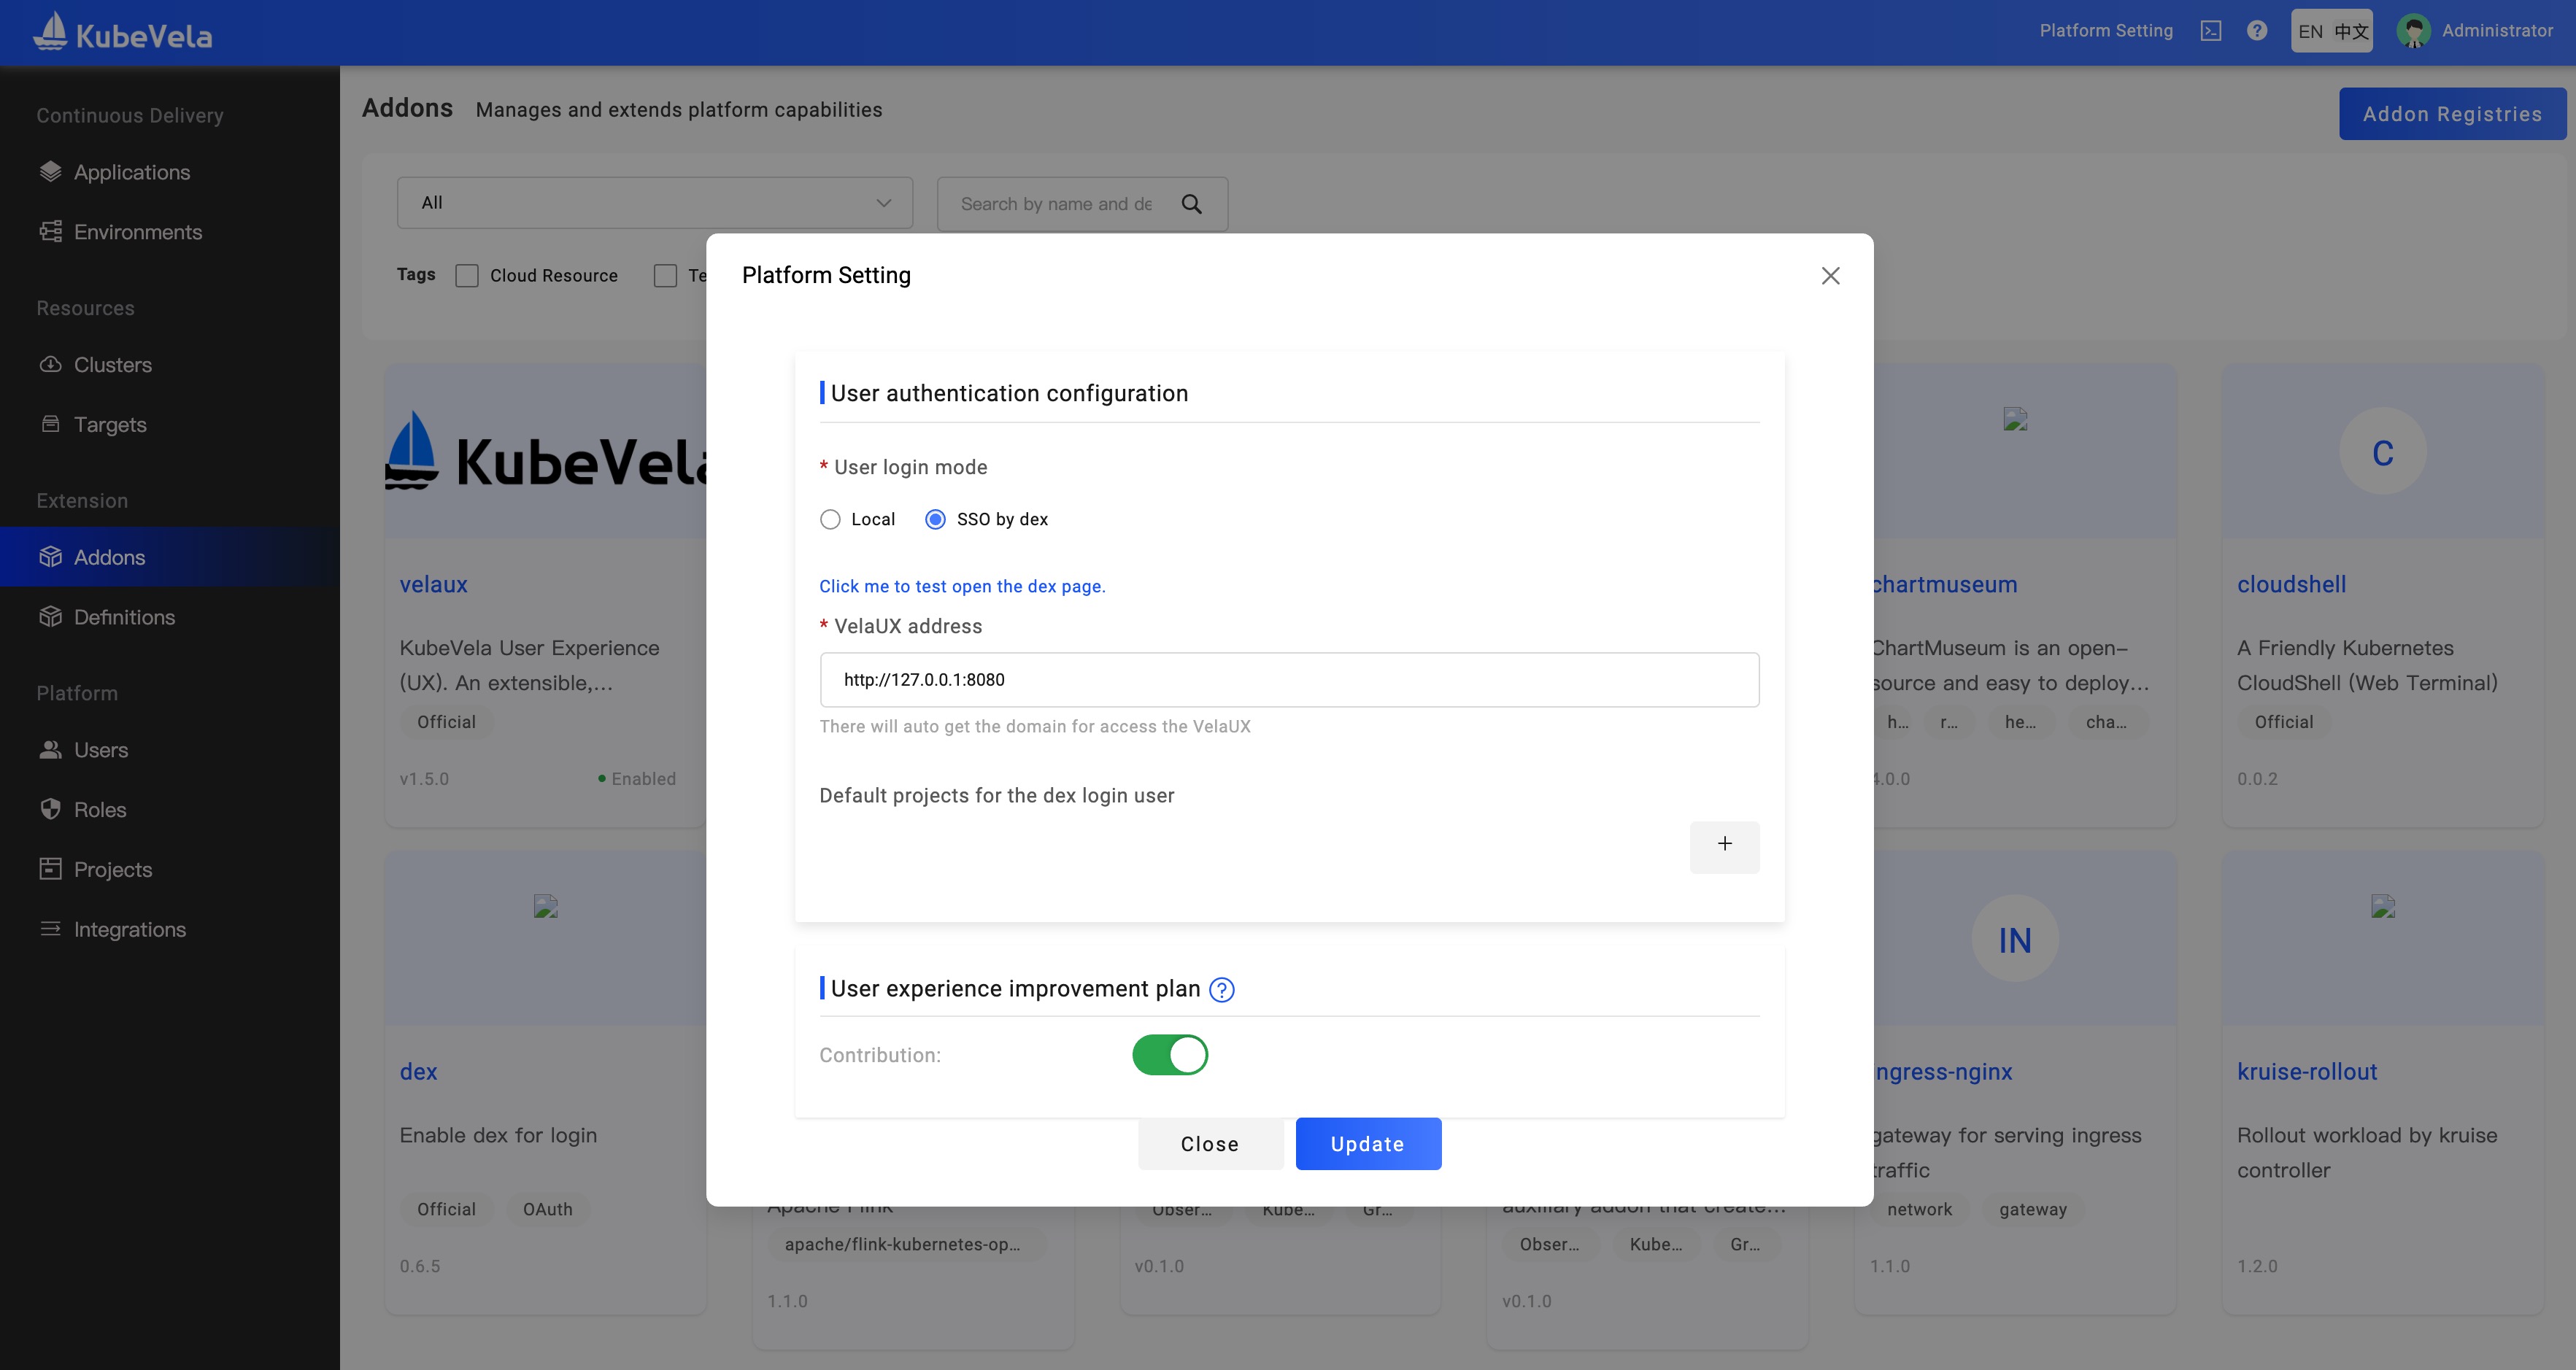 KubeVela
Platform Setting
EN 中文
Administrator
Continuous Delivery
Applications
Environments
Resources
Clusters
Targets
Extension
Addons
Definitions
Platform
Users
Roles
Projects
Integrations
Addons Manages and extends platform capabilities
Addon Registries
All
Search by name and de
Tags Cloud Resource Te
KubeVela
velaux
KubeVela User Experience
(UX). An extensible,...
Official
v1.5.0 Enabled
dex
Enable dex for login
Official OAuth
0.6.5
Platform Setting
User authentication configuration
* User login mode
Local SSO by dex
Click me to test open the dex page.
* VelaUX address
http://127.0.0.1:8080
There will auto get the domain for access the VelaUX
Default projects for the dex login user
+
User experience improvement plan ?
Contribution:
Close Update
Apache Flink
apache/flink-kubernetes-op...
1.1.0
Obser... Kube... Gr...
v0.1.0
auxiliary addon that create...
Obser... Kube... Gr...
v0.1.0
chartmuseum
ChartMuseum is an open-
source and easy to deploy...
h... r... he... cha...
4.0.0
C
cloudshell
A Friendly Kubernetes
CloudShell (Web Terminal)
Official
0.0.2
IN
ngress-nginx
gateway for serving ingress
traffic
network gateway
1.1.0
kruise-rollout
Rollout workload by kruise
controller
1.2.0